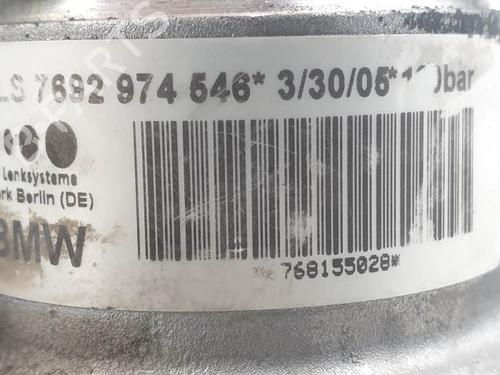 LS 7692 974 546* 3/30/05*1 0bar
Lenksysteme
rk Berlin (DE)
BMW
768155028*